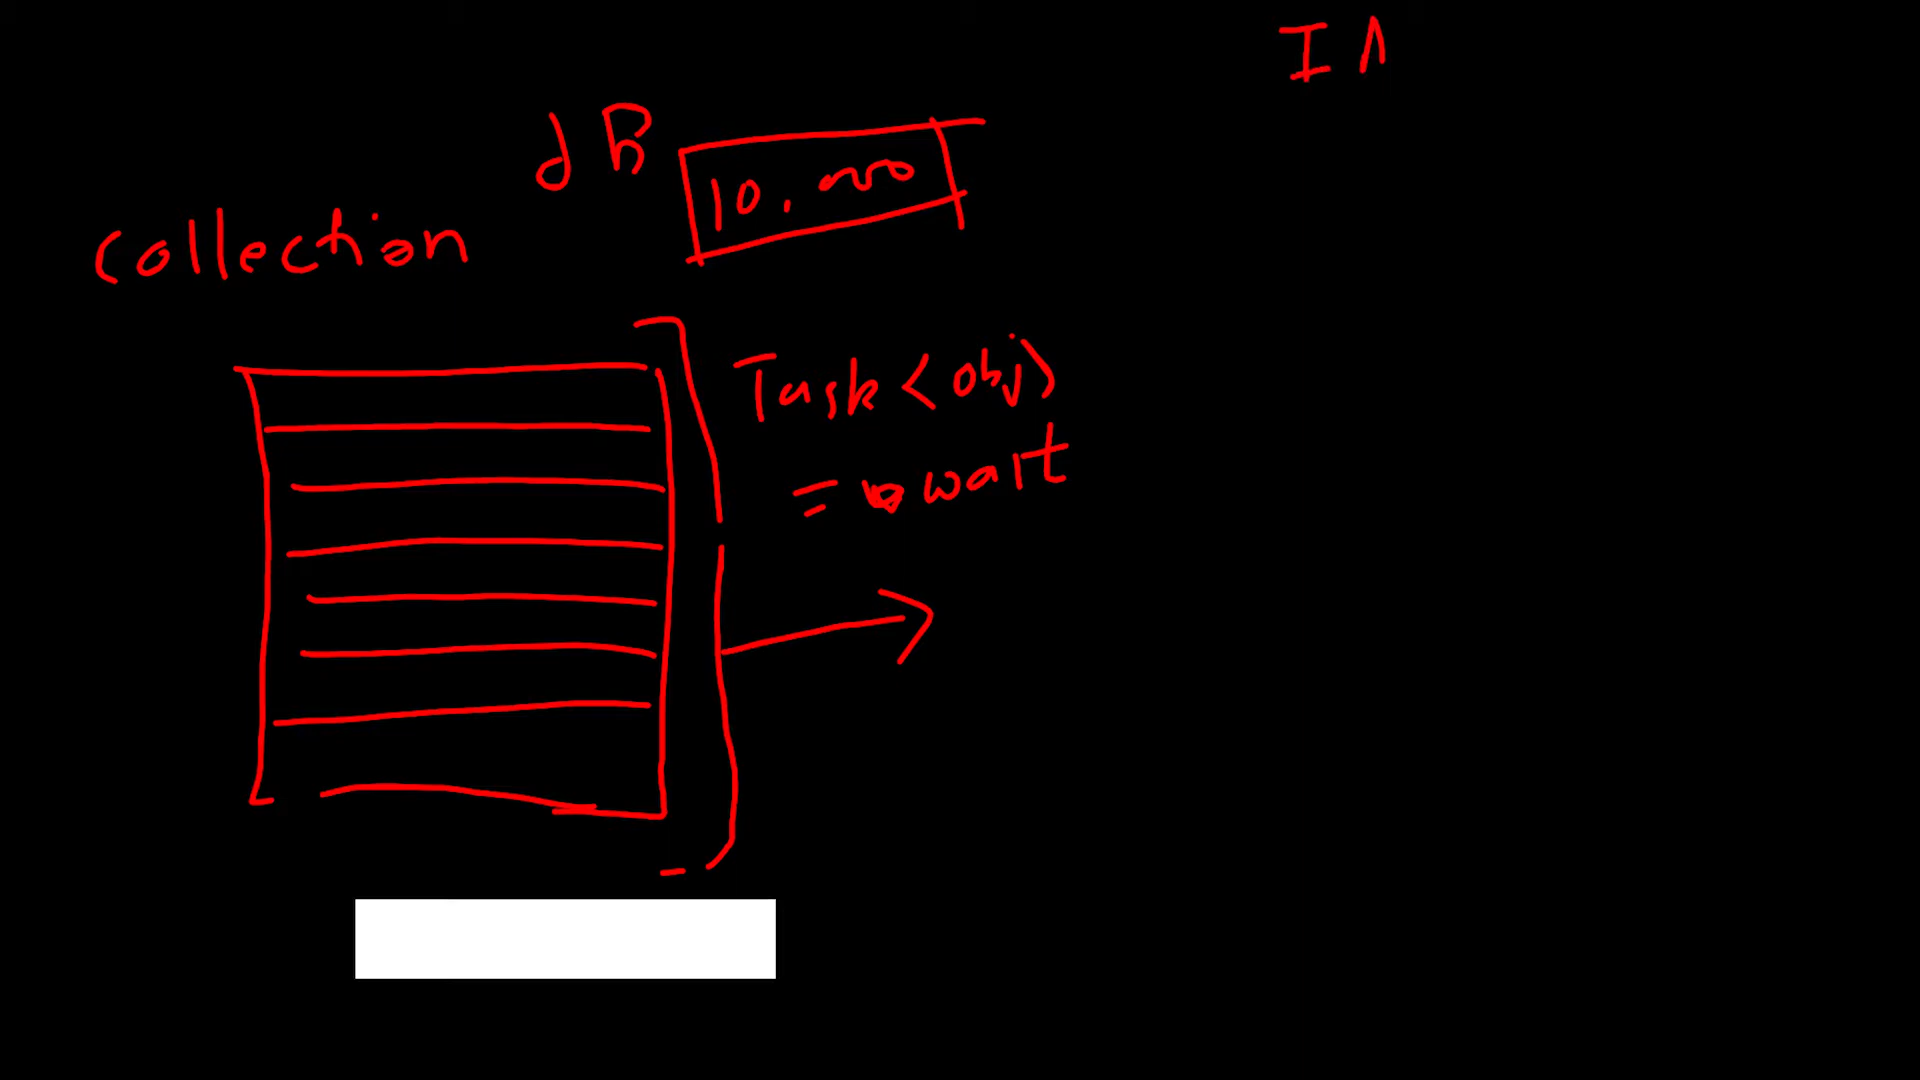 IA
dB
10.000
Collection
Task<obj>
= await